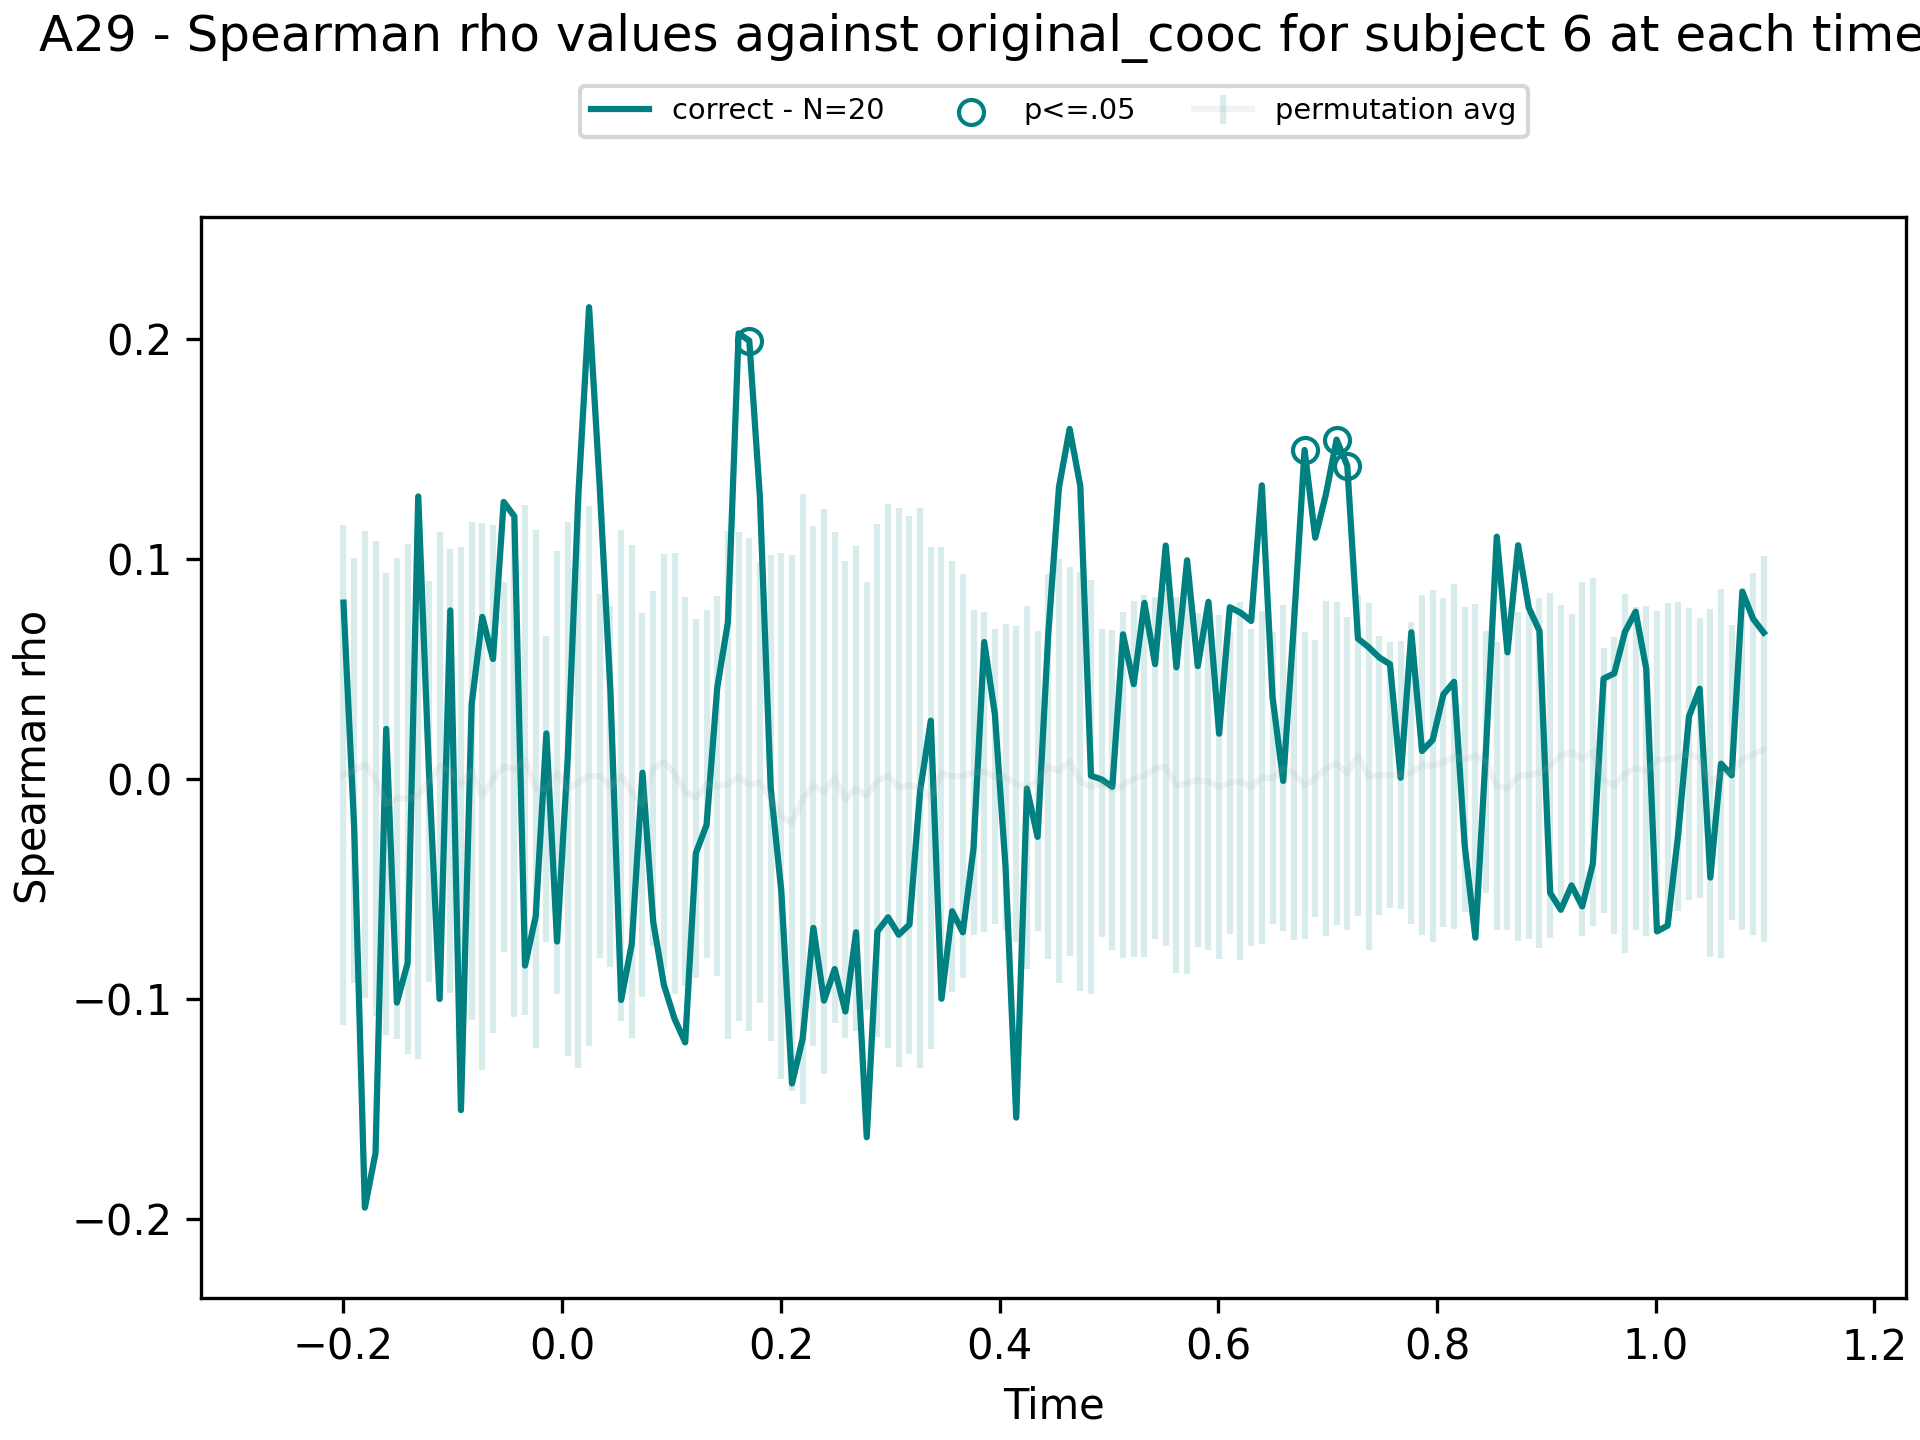 A29 - Spearman rho values against original_cooc for subject 6 at each time
correct - N=20 p<=.05 permutation avg
Spearman rho
0.2
0.1
0.0
−0.1
−0.2
−0.2 0.0 0.2 0.4 0.6 0.8 1.0 1.2
Time